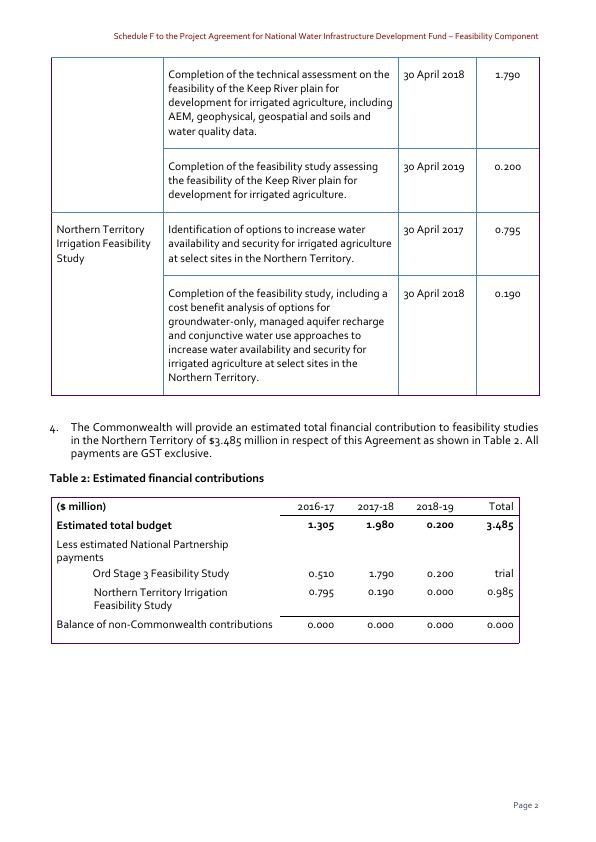 Schedule F to the Project Agreement for National Water Infrastructure Development Fund – Feasibility Component
Completion of the technical assessment on the feasibility of the Keep River plain for development for irrigated agriculture, including AEM, geophysical, geospatial and soils and water quality data. 30 April 2018 1.790
Completion of the feasibility study assessing the feasibility of the Keep River plain for development for irrigated agriculture. 30 April 2019 0.200
Northern Territory Irrigation Feasibility Study
Identification of options to increase water availability and security for irrigated agriculture at select sites in the Northern Territory. 30 April 2017 0.795
Completion of the feasibility study, including a cost benefit analysis of options for groundwater-only, managed aquifer recharge and conjunctive water use approaches to increase water availability and security for irrigated agriculture at select sites in the Northern Territory. 30 April 2018 0.190
4. The Commonwealth will provide an estimated total financial contribution to feasibility studies
in the Northern Territory of $3.485 million in respect of this Agreement as shown in Table 2. All
payments are GST exclusive.
Table 2: Estimated financial contributions
($ million) 2016-17 2017-18 2018-19 Total
Estimated total budget 1.305 1.980 0.200 3.485
Less estimated National Partnership
payments
Ord Stage 3 Feasibility Study 0.510 1.790 0.200 trial
Northern Territory Irrigation 0.795 0.190 0.000 0.985
Feasibility Study
Balance of non-Commonwealth contributions 0.000 0.000 0.000 0.000
Page 2